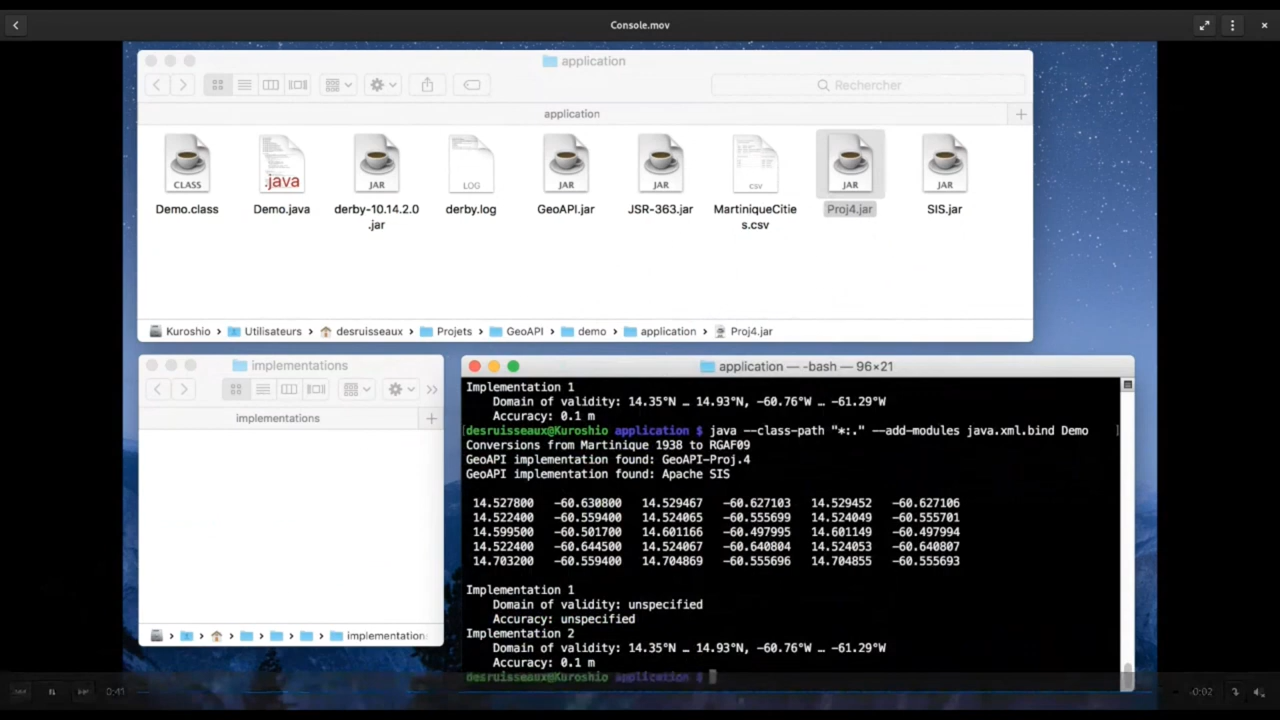 Console.mov
application
Rechercher
application
CLASS
.java
JAR
LOG
JAR
JAR
CSV
JAR
JAR
Demo.class
Demo.java
derby-10.14.2.0
.jar
derby.log
GeoAPI.jar
JSR-363.jar
MartiniqueCitie
s.csv
Proj4.jar
SIS.jar
Kuroshio › Utilisateurs › desruisseaux › Projets › GeoAPI › demo › application › Proj4.jar
implementations
implementations
implementation
application — -bash — 96×21
Implementation 1
Domain of validity: 14.35°N … 14.93°N, -60.76°W … -61.29°W
Accuracy: 0.1 m
[desruisseaux@Kuroshio application $ java --class-path "*:." --add-modules java.xml.bind Demo ]
Conversions from Martinique 1938 to RGAF09
GeoAPI implementation found: GeoAPI-Proj.4
GeoAPI implementation found: Apache SIS
14.527800 -60.630800 14.529467 -60.627103 14.529452 -60.627106
14.522400 -60.559400 14.524065 -60.555699 14.524049 -60.555701
14.599500 -60.501700 14.601166 -60.497995 14.601149 -60.497994
14.522400 -60.644500 14.524067 -60.640804 14.524053 -60.640807
14.703200 -60.559400 14.704869 -60.555696 14.704855 -60.555693
Implementation 1
Domain of validity: unspecified
Accuracy: unspecified
Implementation 2
Domain of validity: 14.35°N … 14.93°N, -60.76°W … -61.29°W
Accuracy: 0.1 m
desruisseaux@Kuroshio application $
0:41
-0:02